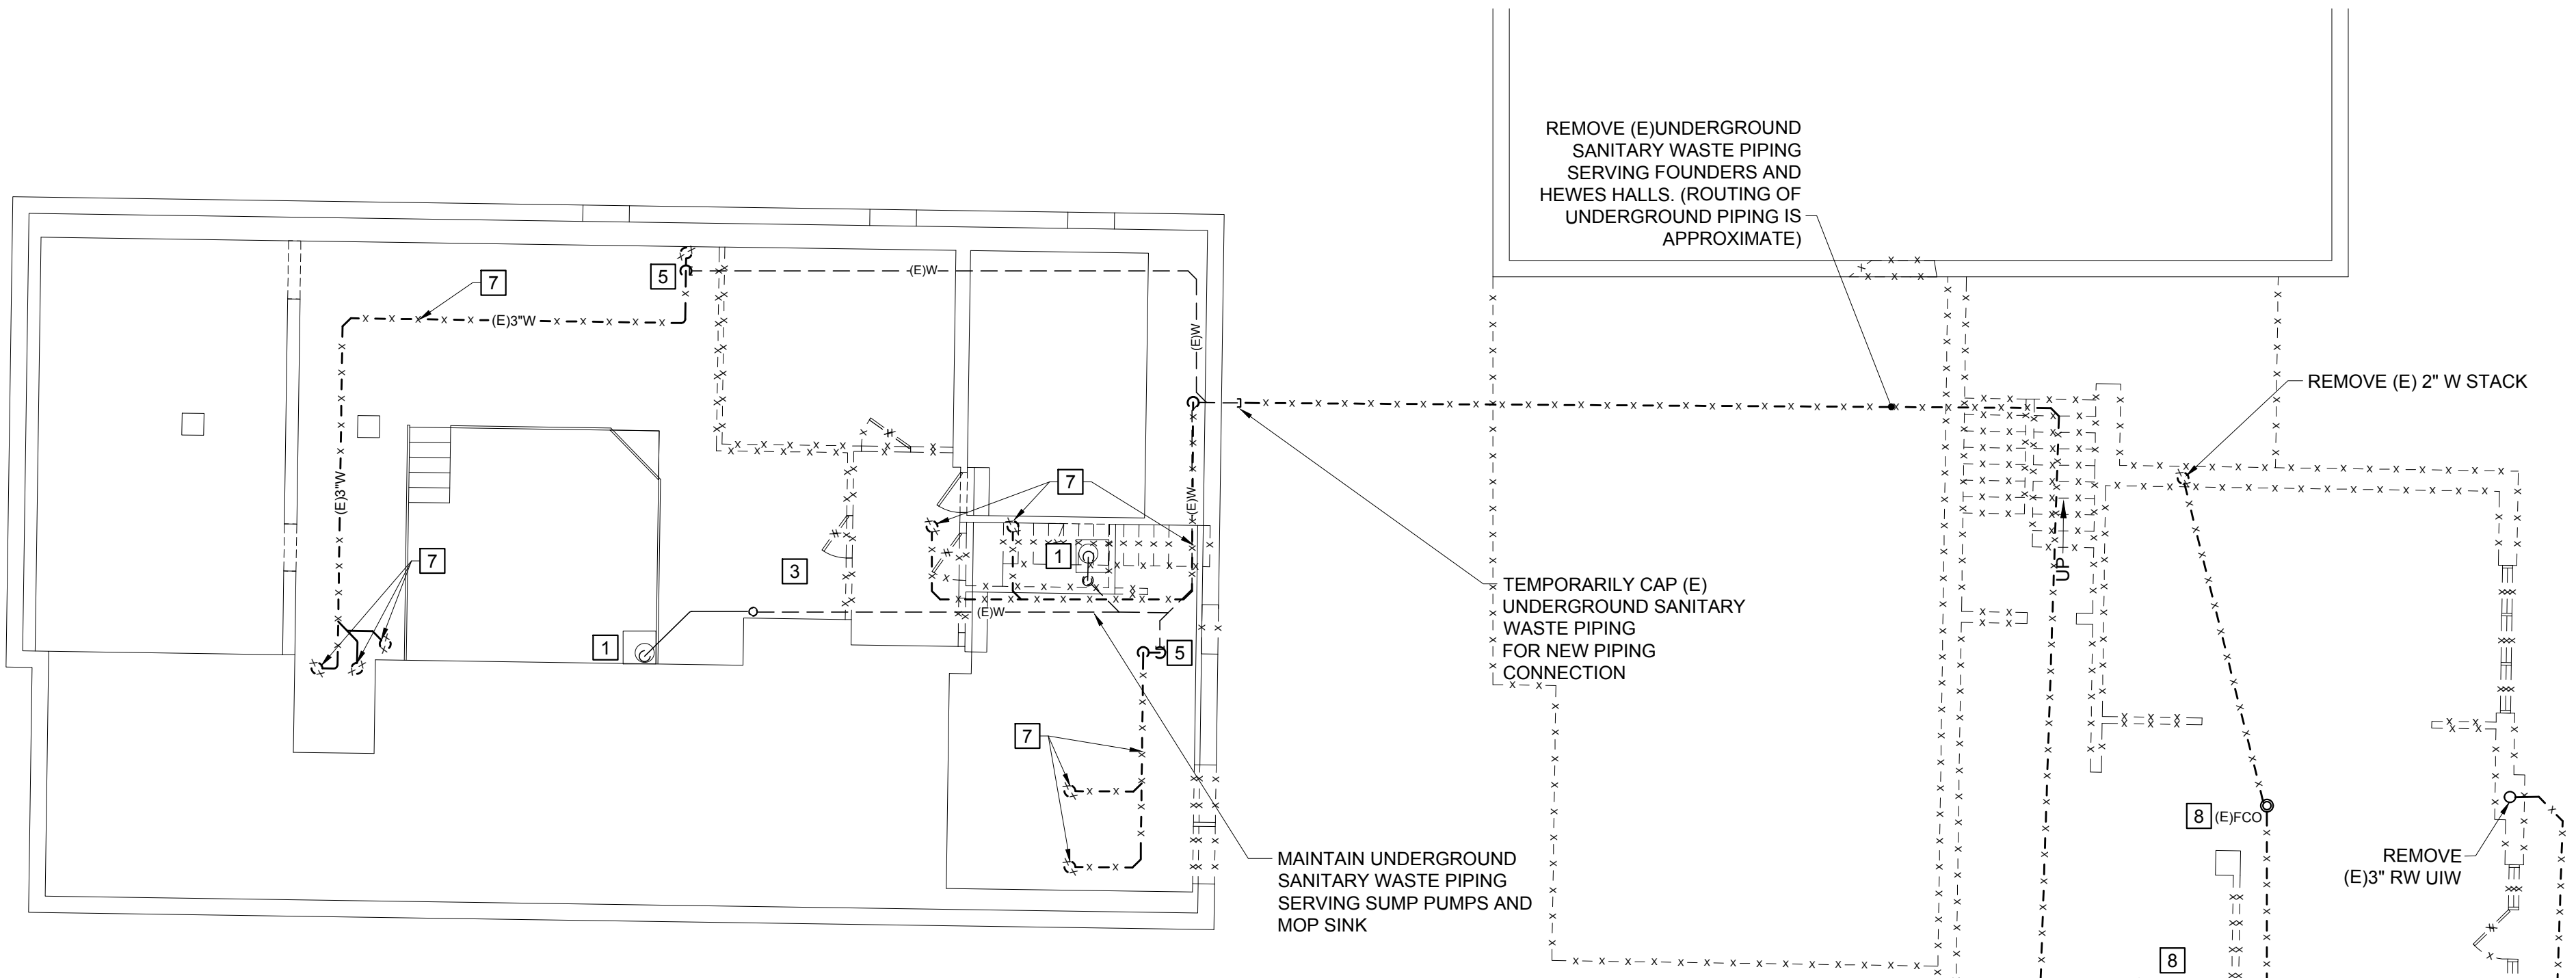 REMOVE (E)UNDERGROUND
SANITARY WASTE PIPING
SERVING FOUNDERS AND
HEWES HALLS. (ROUTING OF
UNDERGROUND PIPING IS
APPROXIMATE)
5
(E)W
7
(E)3"W
(E)W
REMOVE (E) 2" W STACK
(E)3"W
7
(E)W
7
1
3
UP
TEMPORARILY CAP (E)
UNDERGROUND SANITARY
WASTE PIPING
FOR NEW PIPING
CONNECTION
(E)W
1
5
7
8
(E)FCO
MAINTAIN UNDERGROUND
SANITARY WASTE PIPING
SERVING SUMP PUMPS AND
MOP SINK
REMOVE
(E)3" RW UIW
8